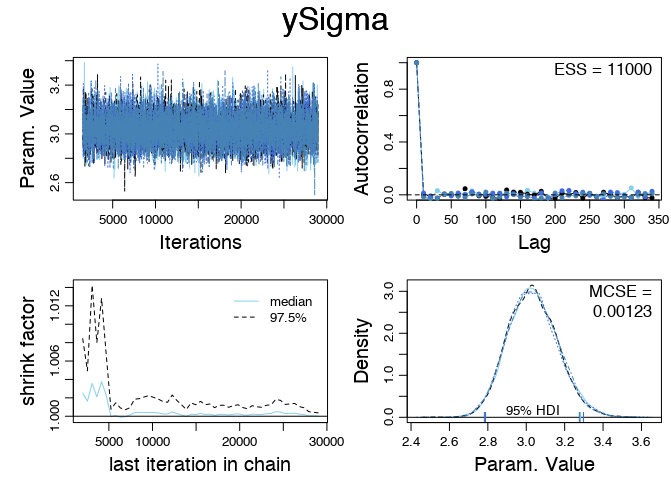 ySigma
Param. Value
2.6 3.0 3.4
5000 10000 20000 30000
Iterations
Autocorrelation
0.0 0.4 0.8
ESS = 11000
0 50 100 150 200 250 300 350
Lag
shrink factor
1.000 1.006 1.012
median
97.5%
5000 10000 20000 30000
last iteration in chain
Density
0.0 1.0 2.0 3.0
MCSE =
0.00123
95% HDI
2.4 2.6 2.8 3.0 3.2 3.4 3.6
Param. Value